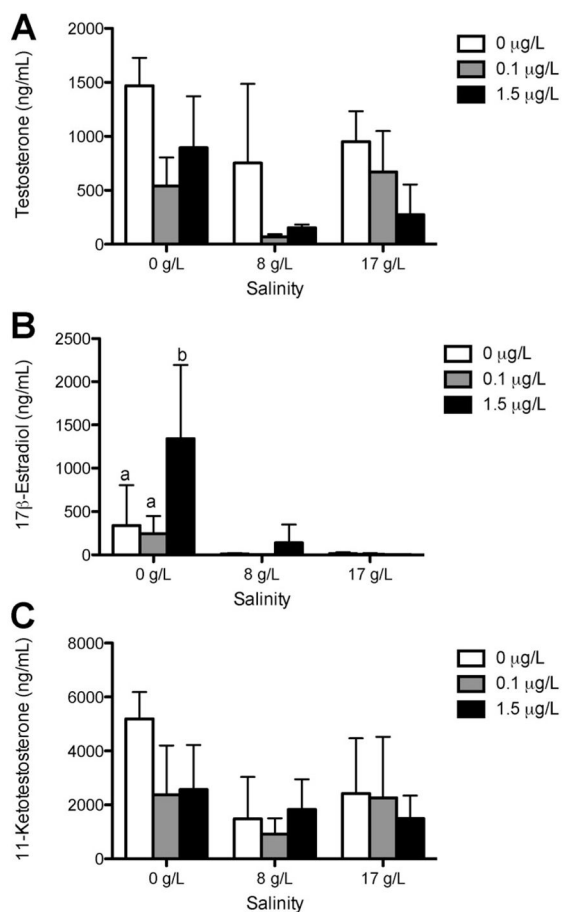 A
Testosterone (ng/mL)
2000
1500
1000
500
0
0 g/L
8 g/L
17 g/L
Salinity
0 μg/L
0.1 μg/L
1.5 μg/L
B
17β-Estradiol (ng/mL)
2500
2000
1500
1000
500
0
a
a
b
0 g/L
8 g/L
17 g/L
Salinity
0 μg/L
0.1 μg/L
1.5 μg/L
C
11-Ketotestosterone (ng/mL)
8000
6000
4000
2000
0
0 g/L
8 g/L
17 g/L
Salinity
0 μg/L
0.1 μg/L
1.5 μg/L